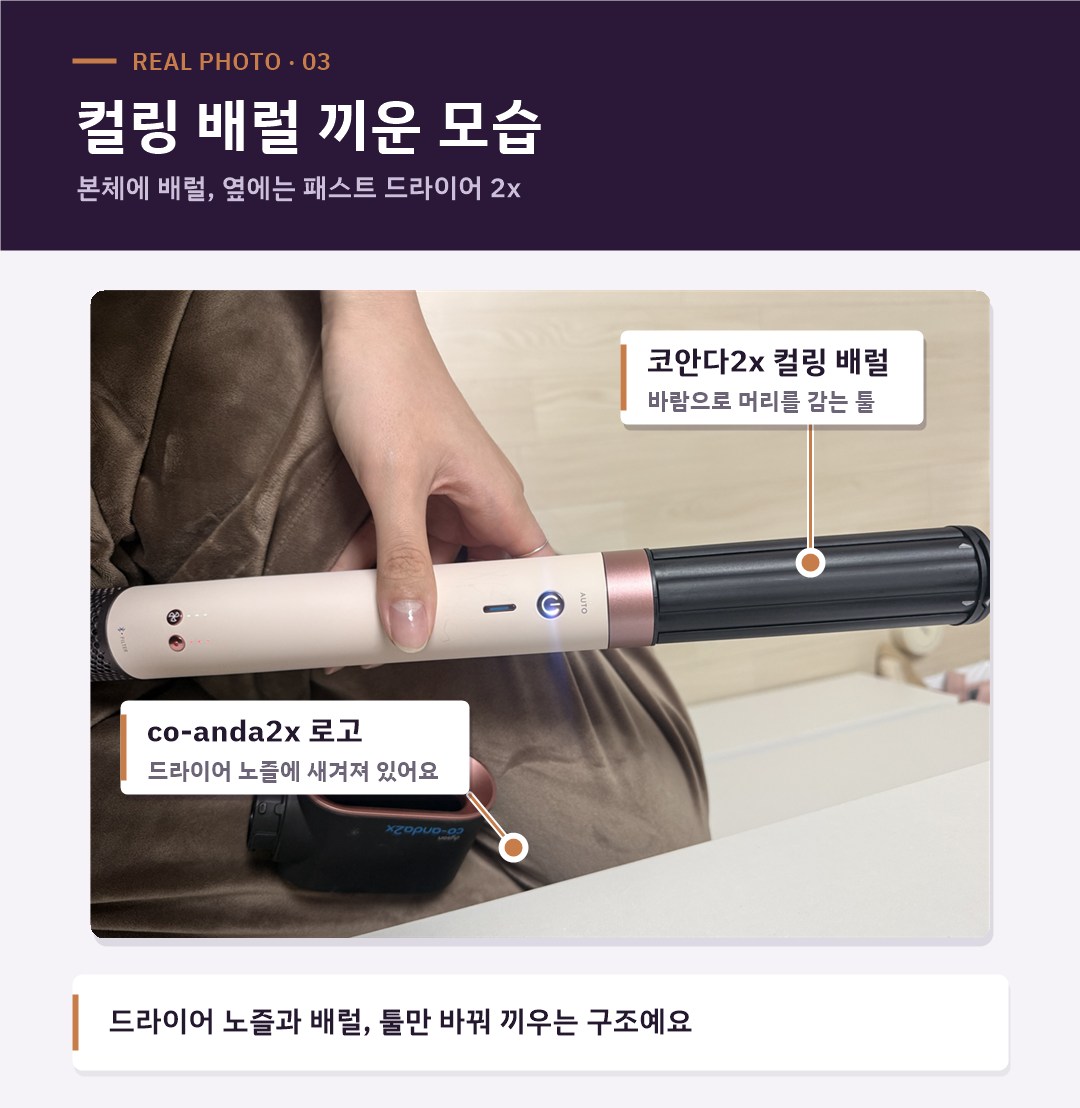 REAL PHOTO · 03
컬링 배럴 끼운 모습
본체에 배럴, 옆에는 패스트 드라이어 2x
코안다2x 컬링 배럴
바람으로 머리를 감는 툴
AUTO
co-anda2x 로고
드라이어 노즐에 새겨져 있어요
dyson
co-anda2x
드라이어 노즐과 배럴, 툴만 바꿔 끼우는 구조예요